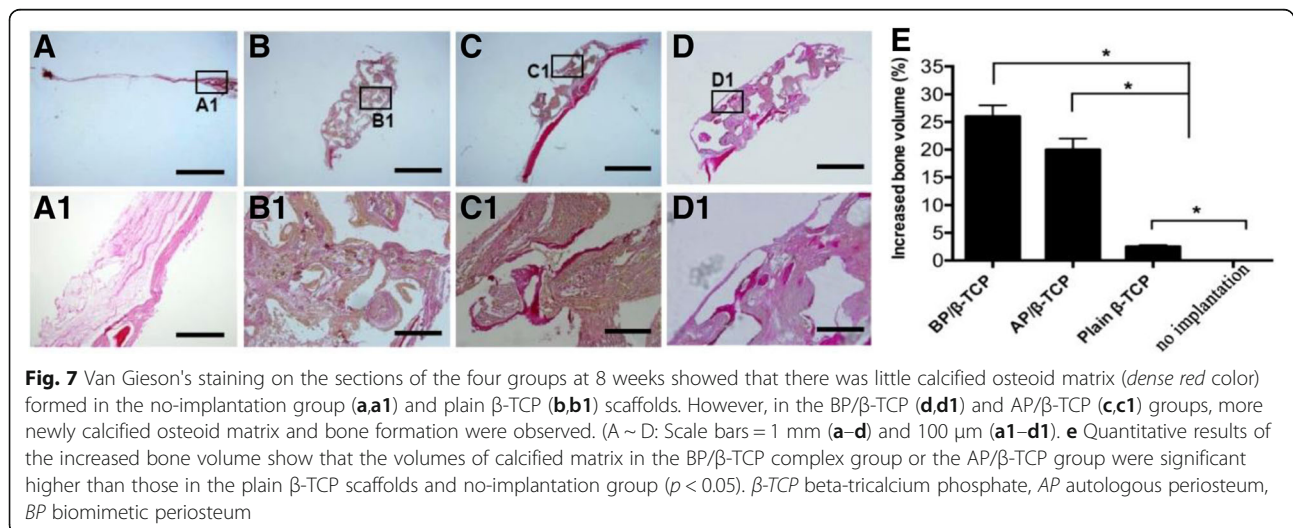 A
B
C
D
E
A1
B1
C1
D1
A1
B1
C1
D1
Increased bone volume (%)
35
30
25
20
15
10
5
0
*
*
*
BP/β-TCP
AP/β-TCP
Plain β-TCP
no implantation
Fig. 7 Van Gieson's staining on the sections of the four groups at 8 weeks showed that there was little calcified osteoid matrix (dense red color)
formed in the no-implantation group (a,a1) and plain β-TCP (b,b1) scaffolds. However, in the BP/β-TCP (d,d1) and AP/β-TCP (c,c1) groups, more
newly calcified osteoid matrix and bone formation were observed. (A ~ D: Scale bars = 1 mm (a–d) and 100 μm (a1–d1). e Quantitative results of
the increased bone volume show that the volumes of calcified matrix in the BP/β-TCP complex group or the AP/β-TCP group were significant
higher than those in the plain β-TCP scaffolds and no-implantation group (p < 0.05). β-TCP beta-tricalcium phosphate, AP autologous periosteum,
BP biomimetic periosteum